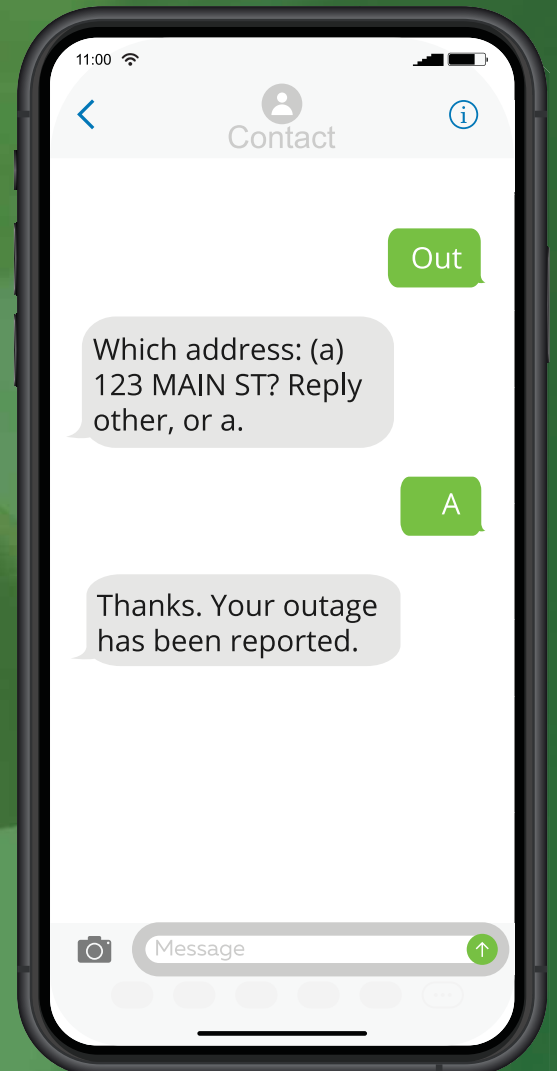 11:00
Contact
Out
Which address: (a)
123 MAIN ST? Reply
other, or a.
A
Thanks. Your outage
has been reported.
Message